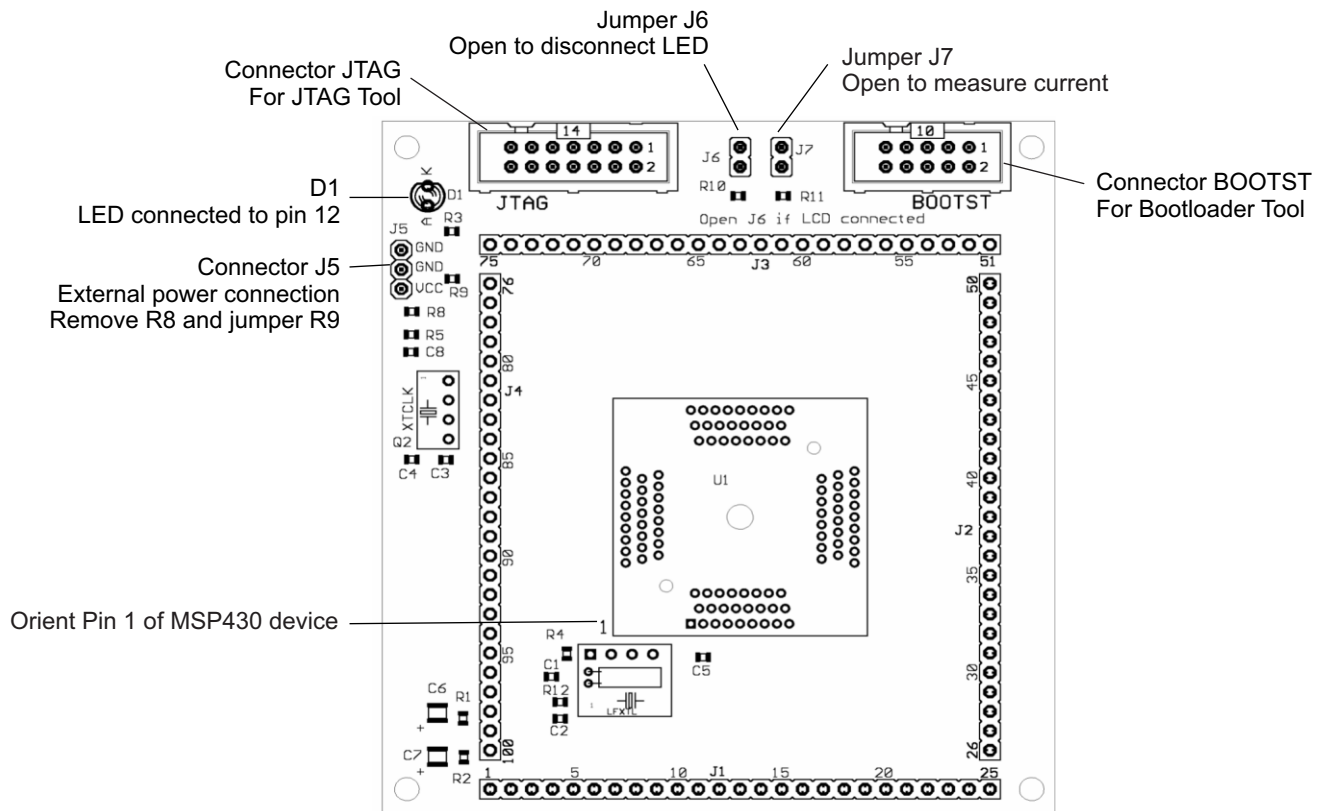 Jumper J6
Open to disconnect LED
Jumper J7
Open to measure current
Connector JTAG
For JTAG Tool
14
1
2
JTAG
J6
J7
R10
R11
Open J6 if LCD connected
10
1
2
BOOTST
Connector BOOTST
For Bootloader Tool
D1
LED connected to pin 12
K
D1
A
R3
J5
GND
GND
VCC
Connector J5
External power connection
Remove R8 and jumper R9
R9
R8
R5
C8
75
70
65
J3
60
55
51
76
80
J4
85
90
95
100
50
45
40
J2
35
30
26
XTCLK
Q2
C4
C3
U1
Orient Pin 1 of MSP430 device
1
R4
C1
R12
C2
LFXTL
C5
C6
R1
+
C7
R2
+
1
5
10
J1
15
20
25